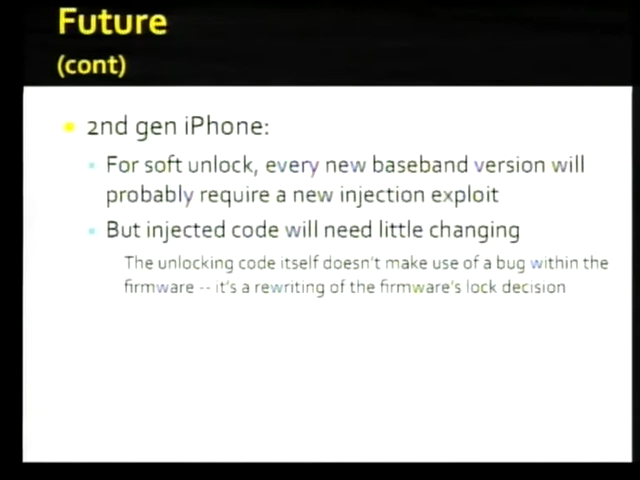 Future
(cont)
2nd gen iPhone:
For soft unlock, every new baseband version will
probably require a new injection exploit
But injected code will need little changing
The unlocking code itself doesn't make use of a bug within the
firmware -- it's a rewriting of the firmware's lock decision